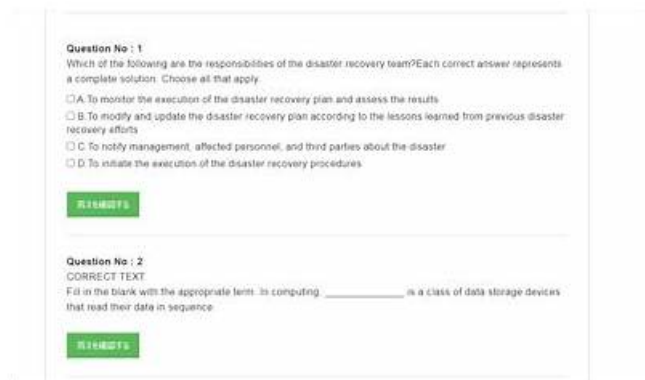 Question No : 1
Which of the following are the responsibilities of the disaster recovery team?Each correct answer represents
a complete solution. Choose all that apply.
A.To monitor the execution of the disaster recovery plan and assess the results
B.To modify and update the disaster recovery plan according to the lessons learned from previous disaster
recovery efforts
C.To notify management, affected personnel, and third parties about the disaster
D.To initiate the execution of the disaster recovery procedures
Question No : 2
CORRECT TEXT
Fill in the blank with the appropriate term. In computing, ______________ is a class of data storage devices
that read their data in sequence.